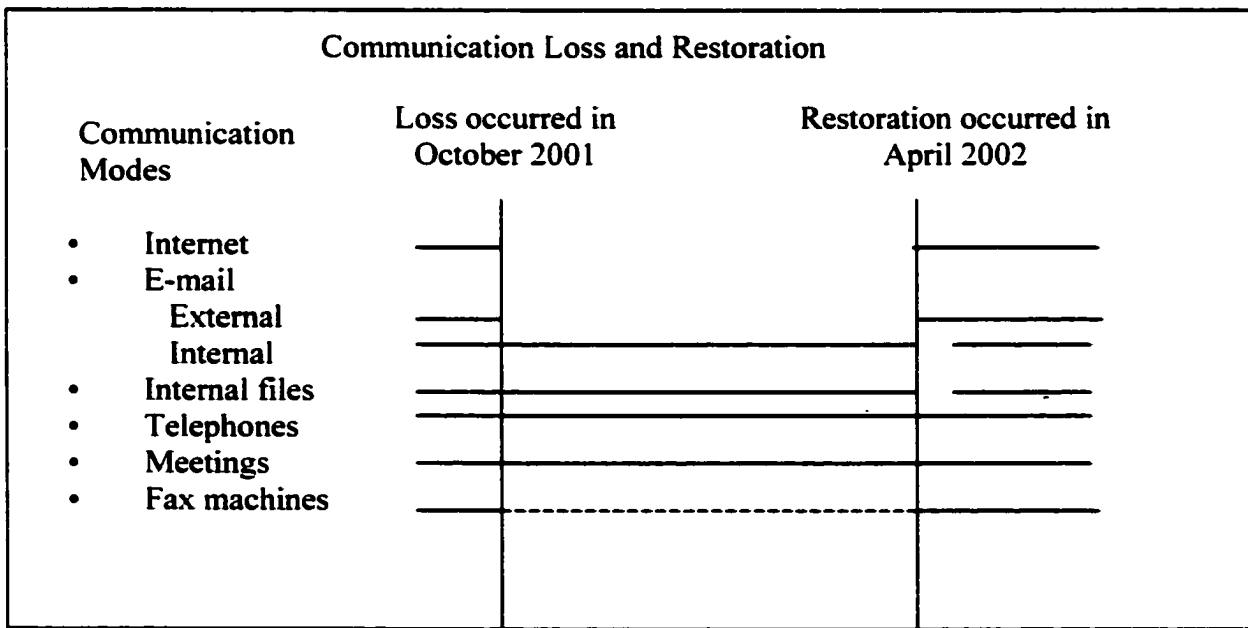 Communication Loss and Restoration
Communication
Modes
Loss occurred in
October 2001
Restoration occurred in
April 2002
• Internet
• E-mail
External
Internal
• Internal files
• Telephones
• Meetings
• Fax machines